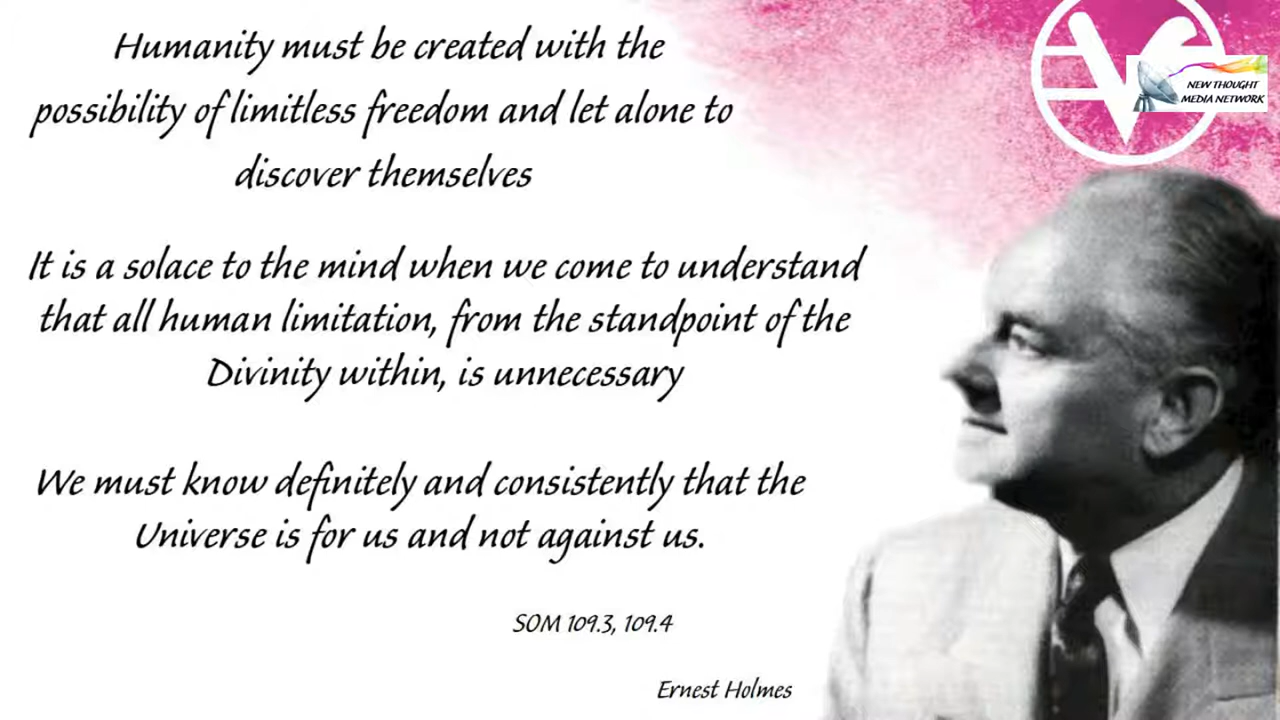 Humanity must be created with the
possibility of limitless freedom and let alone to
discover themselves
It is a solace to the mind when we come to understand
that all human limitation, from the standpoint of the
Divinity within, is unnecessary
We must know definitely and consistently that the
Universe is for us and not against us.
SOM 109.3, 109.4
Ernest Holmes
NEW THOUGHT
MEDIA NETWORK